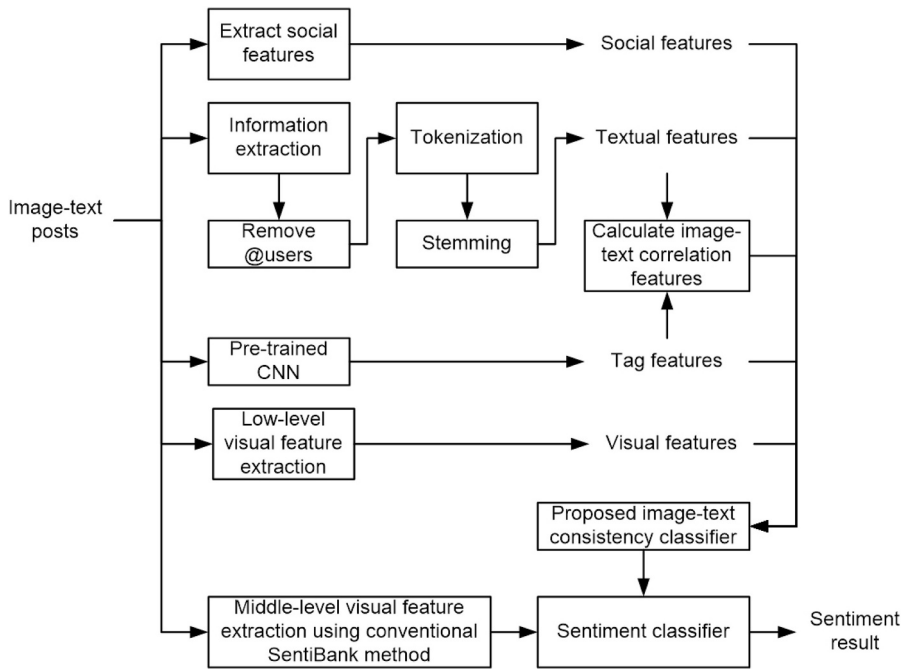 Extract social
features
Social features
Information
extraction
Tokenization
Textual features
Image-text
posts
Remove
@users
Stemming
Calculate image-
text correlation
features
Pre-trained
CNN
Tag features
Low-level
visual feature
extraction
Visual features
Proposed image-text
consistency classifier
Middle-level visual feature
extraction using conventional
SentiBank method
Sentiment classifier
Sentiment
result